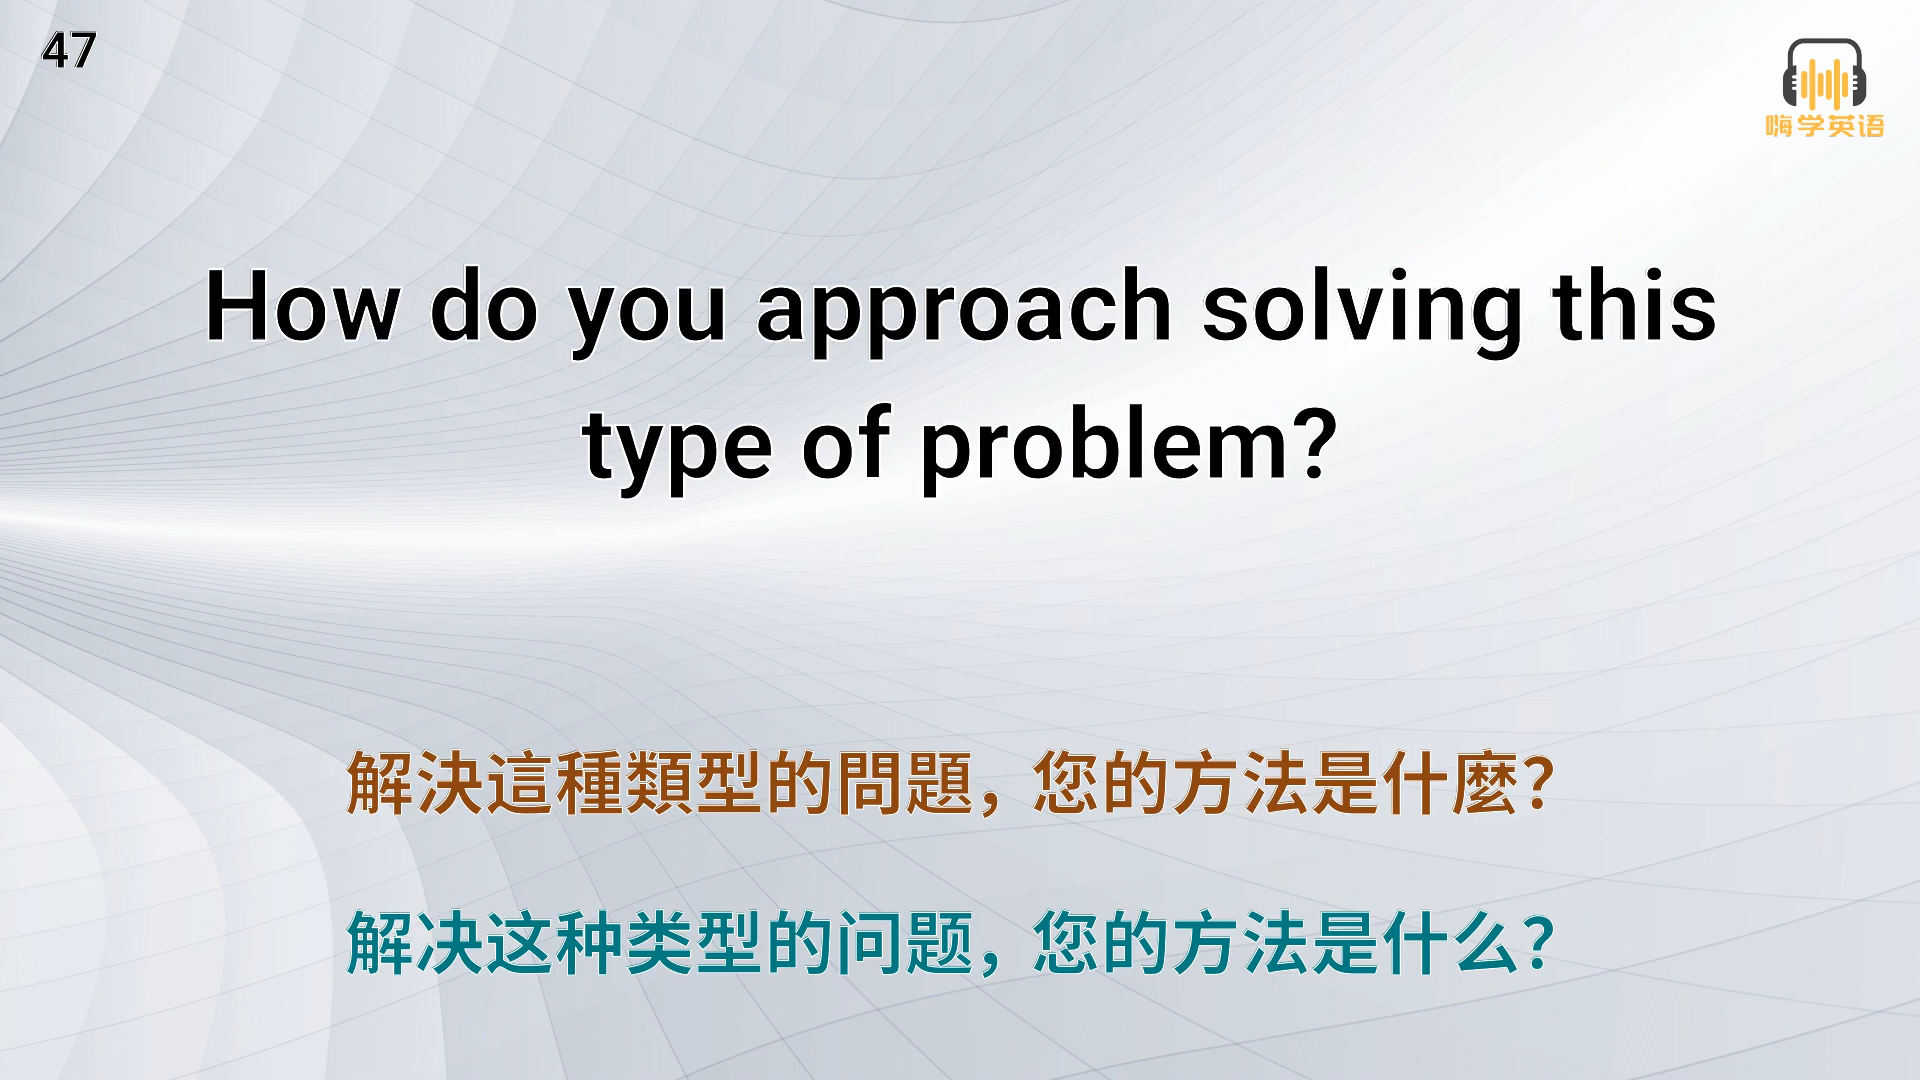 47
嗨学英语
How do you approach solving this
type of problem?
解決這種類型的問題，您的方法是什麼？
解决这种类型的问题，您的方法是什么？